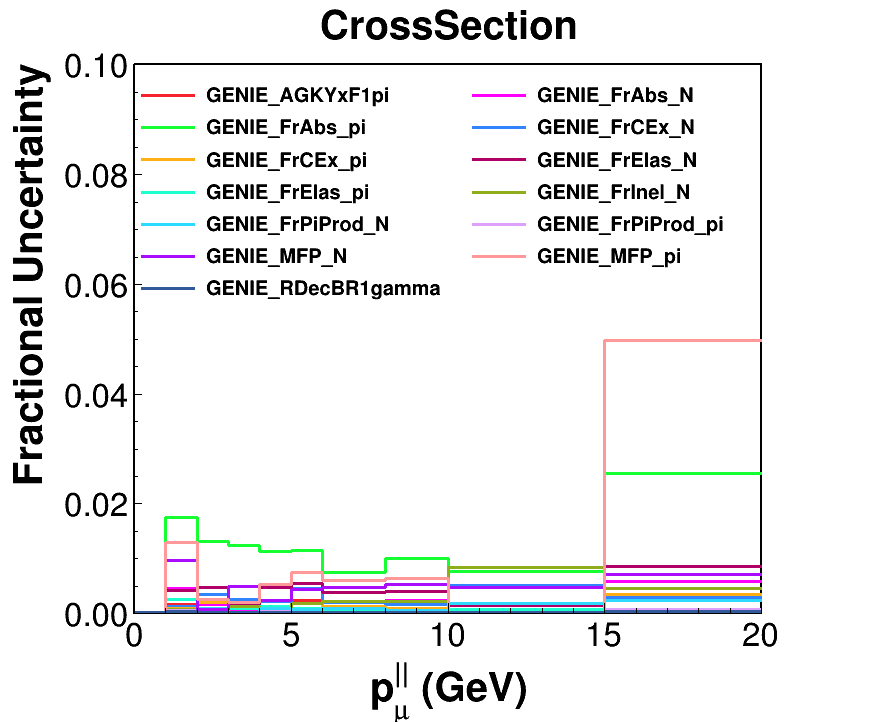 CrossSection
Fractional Uncertainty
0.10
0.08
0.06
0.04
0.02
0.00
GENIE_AGKYxF1pi
GENIE_FrAbs_pi
GENIE_FrCEx_pi
GENIE_FrElas_pi
GENIE_FrPiProd_N
GENIE_MFP_N
GENIE_RDecBR1gamma
GENIE_FrAbs_N
GENIE_FrCEx_N
GENIE_FrElas_N
GENIE_FrInel_N
GENIE_FrPiProd_pi
GENIE_MFP_pi
0 5 10 15 20
p_μ^|| (GeV)